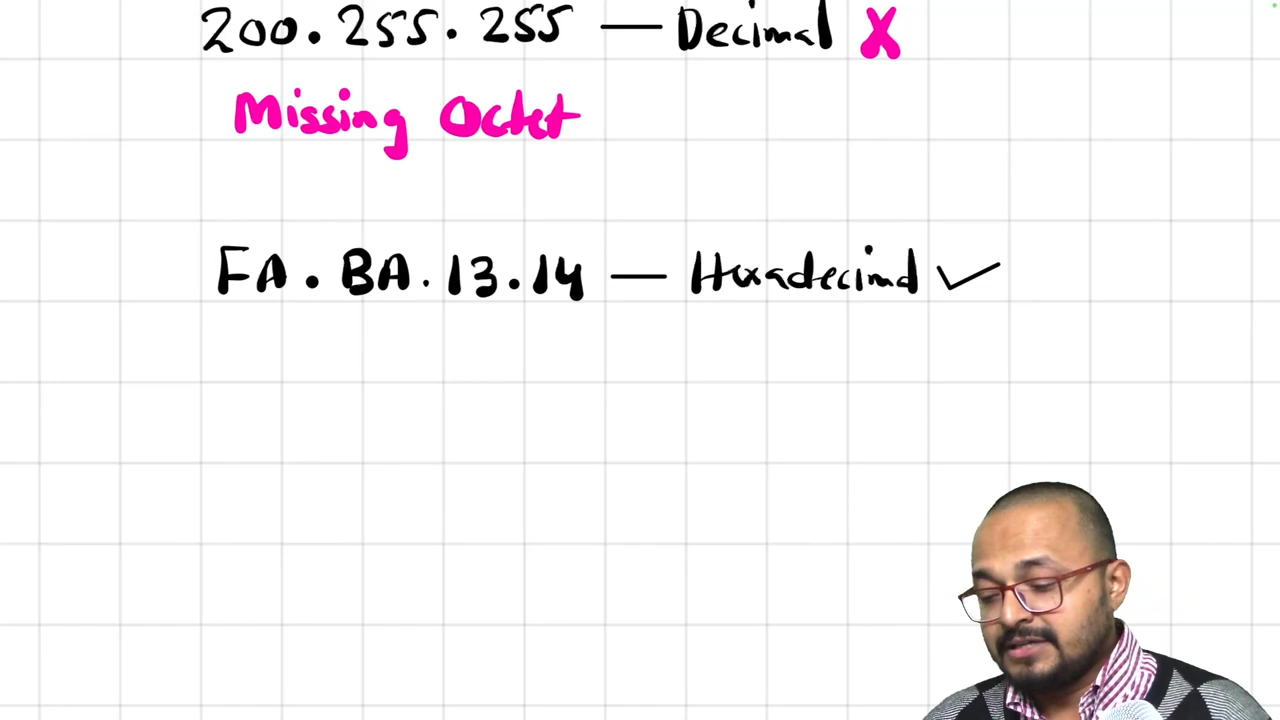 200.255.255 — Decimal X
Missing Octet
FA.BA.13.14 — Hexadecimal ✓